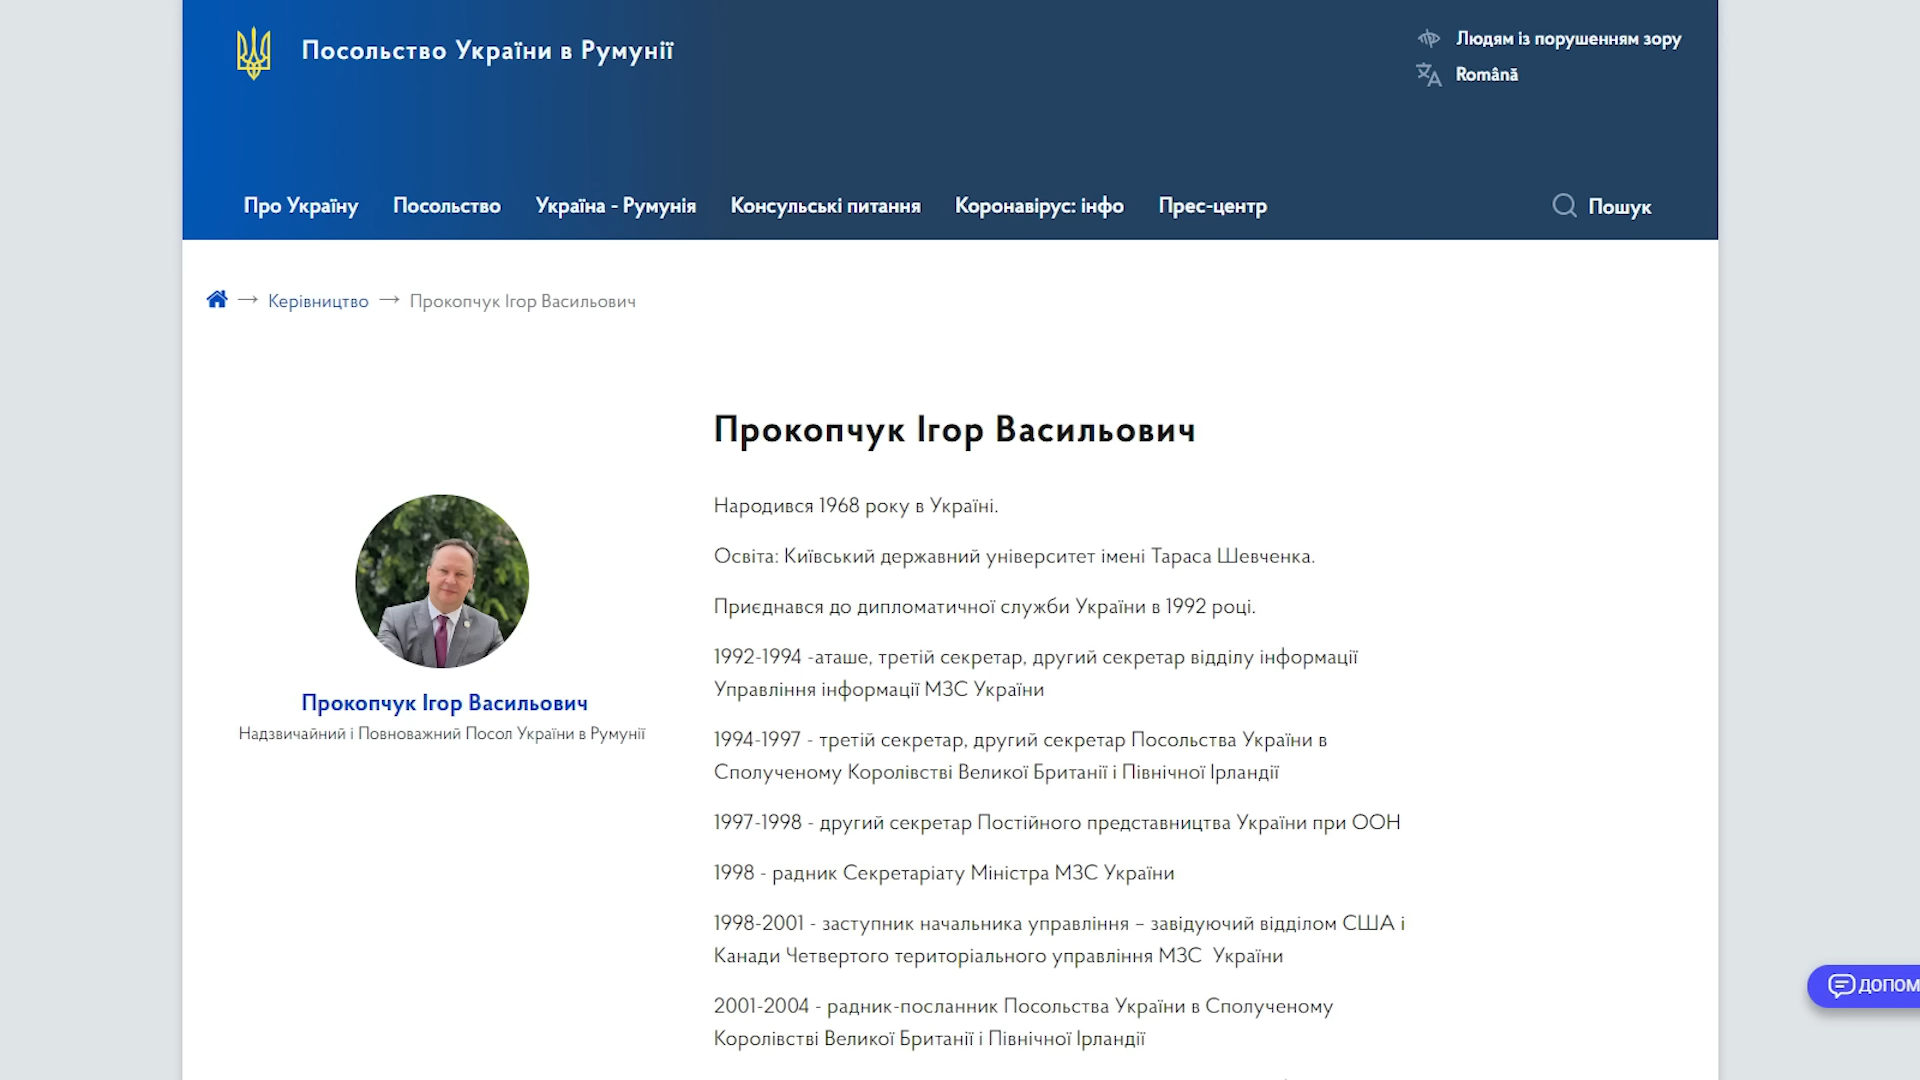 Посольство України в Румунії
Людям із порушенням зору
Română
Про Україну Посольство Україна - Румунія Консульські питання Коронавірус: інфо Прес-центр Пошук
→ Керівництво → Прокопчук Ігор Васильович
Прокопчук Ігор Васильович
Народився 1968 року в Україні.
Освіта: Київський державний університет імені Тараса Шевченка.
Приєднався до дипломатичної служби України в 1992 році.
1992-1994 -аташе, третій секретар, другий секретар відділу інформації
Управління інформації МЗС України
Прокопчук Ігор Васильович
Надзвичайний і Повноважний Посол України в Румунії
1994-1997 - третій секретар, другий секретар Посольства України в
Сполученому Королівстві Великої Британії і Північної Ірландії
1997-1998 - другий секретар Постійного представництва України при ООН
1998 - радник Секретаріату Міністра МЗС України
1998-2001 - заступник начальника управління – завідуючий відділом США і
Канади Четвертого територіального управління МЗС України
2001-2004 - радник-посланник Посольства України в Сполученому
Королівстві Великої Британії і Північної Ірландії
ДОПОМ